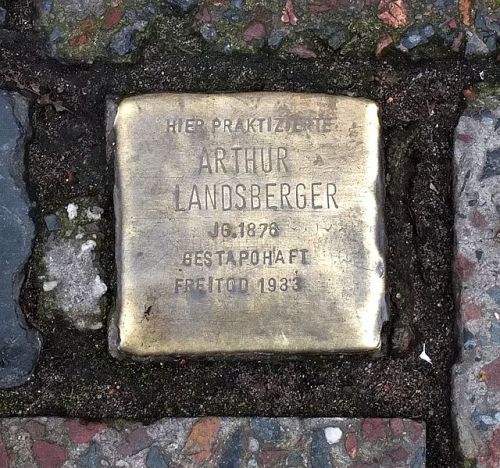 HIER PRAKTIZIERTE
ARTHUR
LANDSBERGER
JG.1876
GESTAPOHAFT
FREITOD 1933